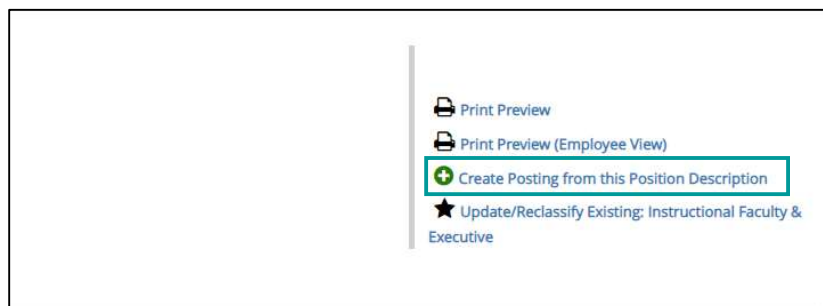 Print Preview
Print Preview (Employee View)
Create Posting from this Position Description
Update/Reclassify Existing: Instructional Faculty &
Executive